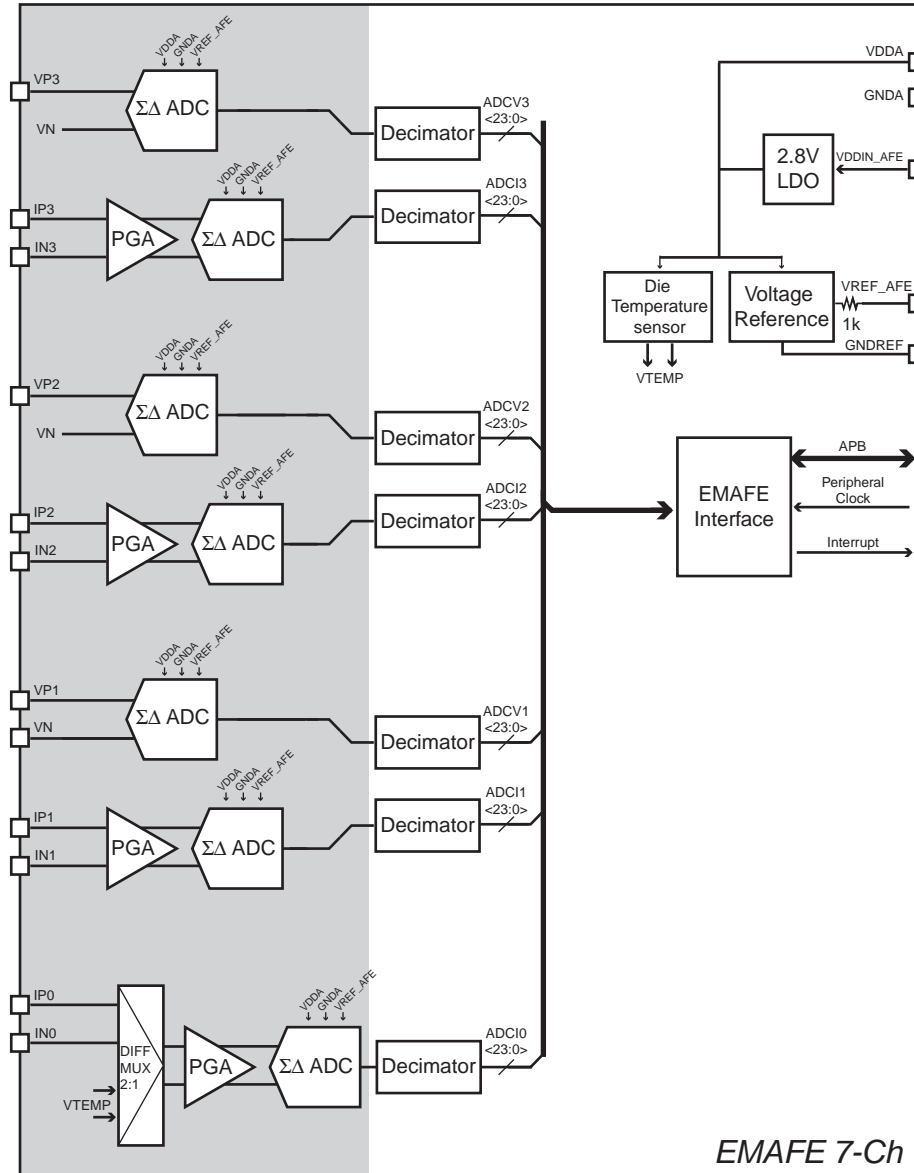 VDDA
GNDA
VREF_AFE
VP3
ΣΔ ADC
VN
Decimator
ADCV3
<23:0>
VDDA
GNDA
VREF_AFE
IP3
IN3
PGA
ΣΔ ADC
Decimator
ADCI3
<23:0>
VDDA
GNDA
2.8V
LDO
VDDIN_AFE
Die
Temperature
sensor
VTEMP
Voltage
Reference
VREF_AFE
1k
GNDREF
VDDA
GNDA
VREF_AFE
VP2
ΣΔ ADC
VN
Decimator
ADCV2
<23:0>
VDDA
GNDA
VREF_AFE
IP2
IN2
PGA
ΣΔ ADC
Decimator
ADCI2
<23:0>
EMAFE
Interface
APB
Peripheral
Clock
Interrupt
VDDA
GNDA
VREF_AFE
VP1
ΣΔ ADC
VN
Decimator
ADCV1
<23:0>
VDDA
GNDA
VREF_AFE
IP1
IN1
PGA
ΣΔ ADC
Decimator
ADCI1
<23:0>
VDDA
GNDA
VREF_AFE
IP0
IN0
DIFF
MUX
2:1
VTEMP
PGA
ΣΔ ADC
Decimator
ADCI0
<23:0>
EMAFE 7-Ch